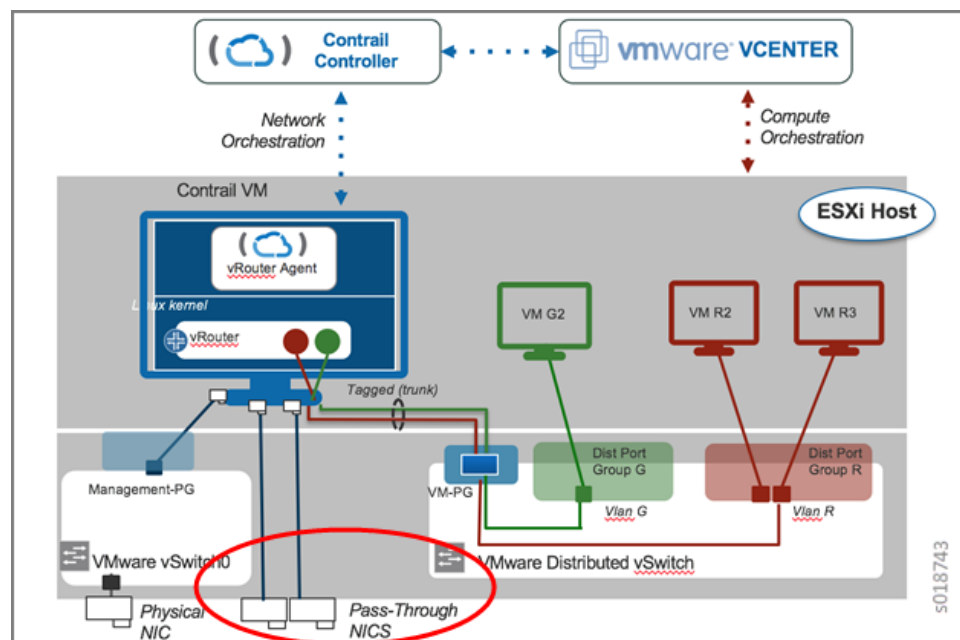 Contrail
Controller
vmware VCENTER
Network
Orchestration
Compute
Orchestration
Contrail VM
ESXi Host
vRouter Agent
Linux kernel
vRouter
VM G2
VM R2
VM R3
Tagged (trunk)
Management-PG
VM-PG
Dist Port
Group G
Vlan G
Dist Port
Group R
Vlan R
VMware vSwitch0
VMware Distributed vSwitch
Physical
NIC
Pass-Through
NICS
s018743